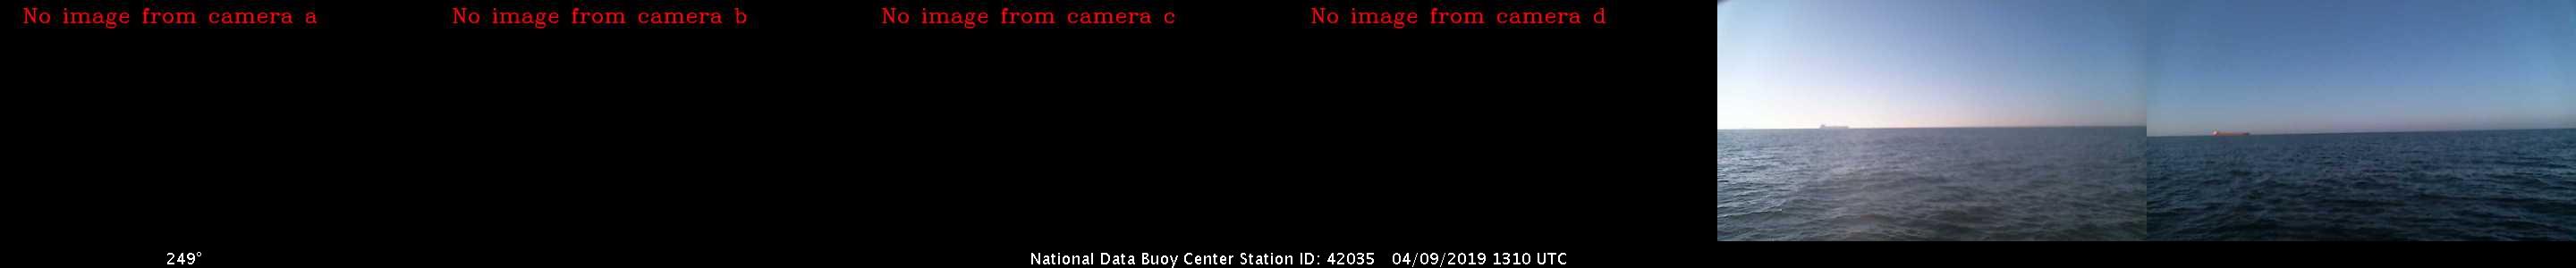 No image from camera a
No image from camera b
No image from camera c
No image from camera d
249°
National Data Buoy Center Station ID: 42035 04/09/2019 1310 UTC